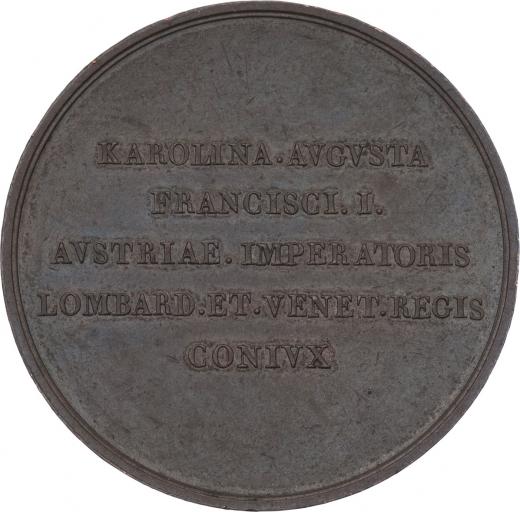 KAROLINA.AVGVSTA
FRANCISCI.I.
AVSTRIAE.IMPERATORIS
LOMBARD:ET.VENET.REGIS
CONIVX